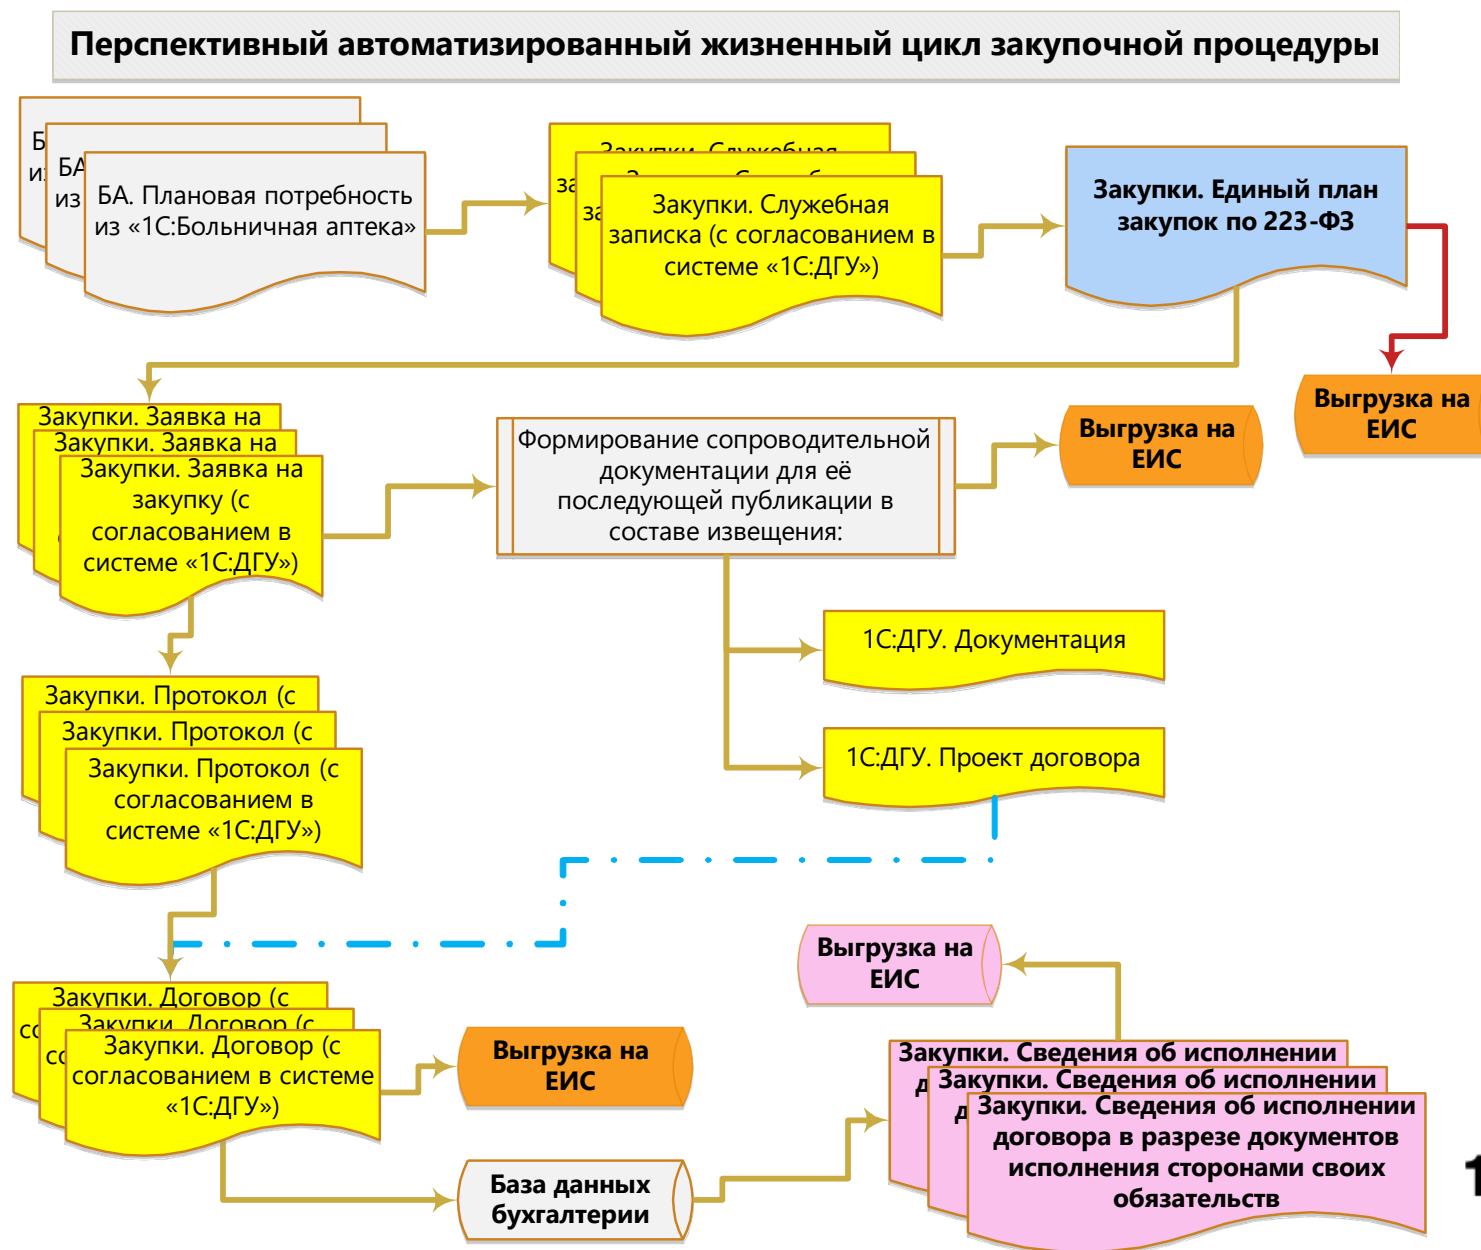 Перспективный автоматизированный жизненный цикл закупочной процедуры
БА
из
БА. Плановая потребность
из «1С:Больничная аптека»
Закупки. Служебная
Закупки. Служебная
записка (с согласованием в
системе «1С:ДГУ»)
Закупки. Единый план
закупок по 223-ФЗ
Выгрузка на
ЕИС
Закупки. Заявка на
Закупки. Заявка на
Закупки. Заявка на
закупку (с
согласованием в
системе «1С:ДГУ»)
Формирование сопроводительной
документации для её
последующей публикации в
составе извещения:
Выгрузка на
ЕИС
1С:ДГУ. Документация
1С:ДГУ. Проект договора
Закупки. Протокол (с
Закупки. Протокол (с
Закупки. Протокол (с
согласованием в
системе «1С:ДГУ»)
Выгрузка на
ЕИС
Закупки. Договор (с
Закупки. Договор (с
Закупки. Договор (с
согласованием в системе
«1С:ДГУ»)
Выгрузка на
ЕИС
База данных
бухгалтерии
Закупки. Сведения об исполнении
Закупки. Сведения об исполнении
Закупки. Сведения об исполнении
договора в разрезе документов
исполнения сторонами своих
обязательств
1